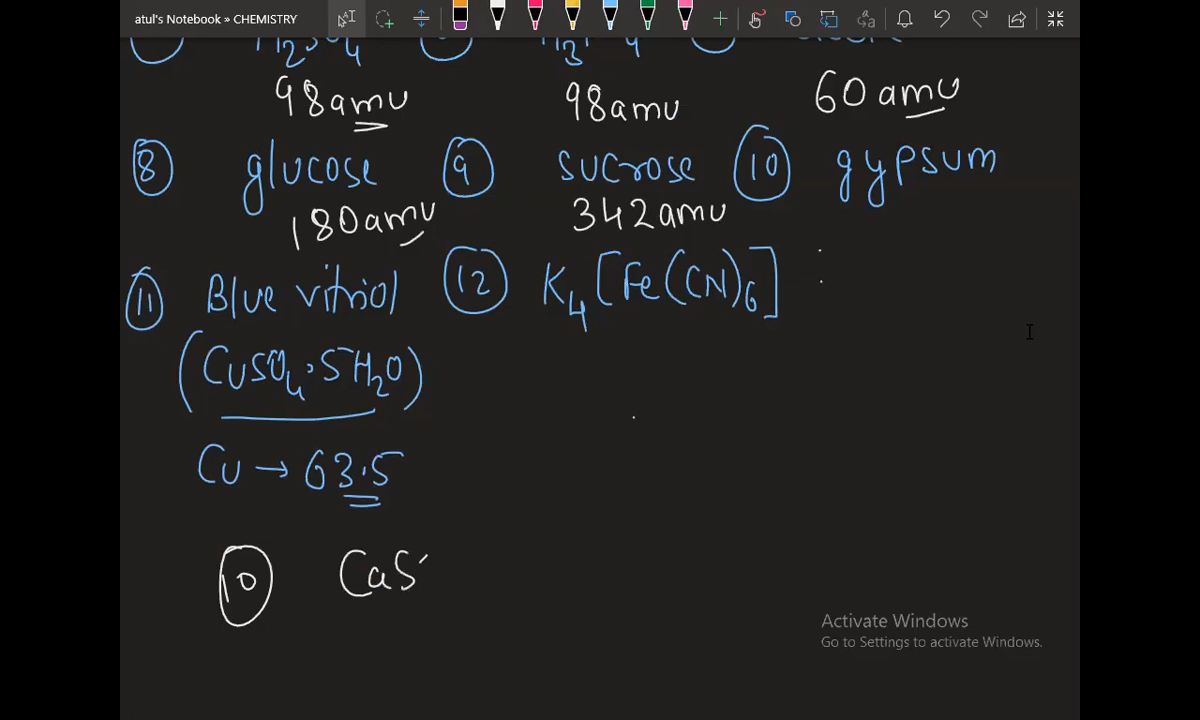 atul's Notebook » CHEMISTRY
H2SO4
98amu 98amu 60 amu
8 glucose 9 sucrose 10 gypsum
180amu 342amu
11 Blue vitriol 12 K4[Fe(CN)6]
(CuSO4.5H2O)
Cu → 63.5
10 CaS
Activate Windows
Go to Settings to activate Windows.